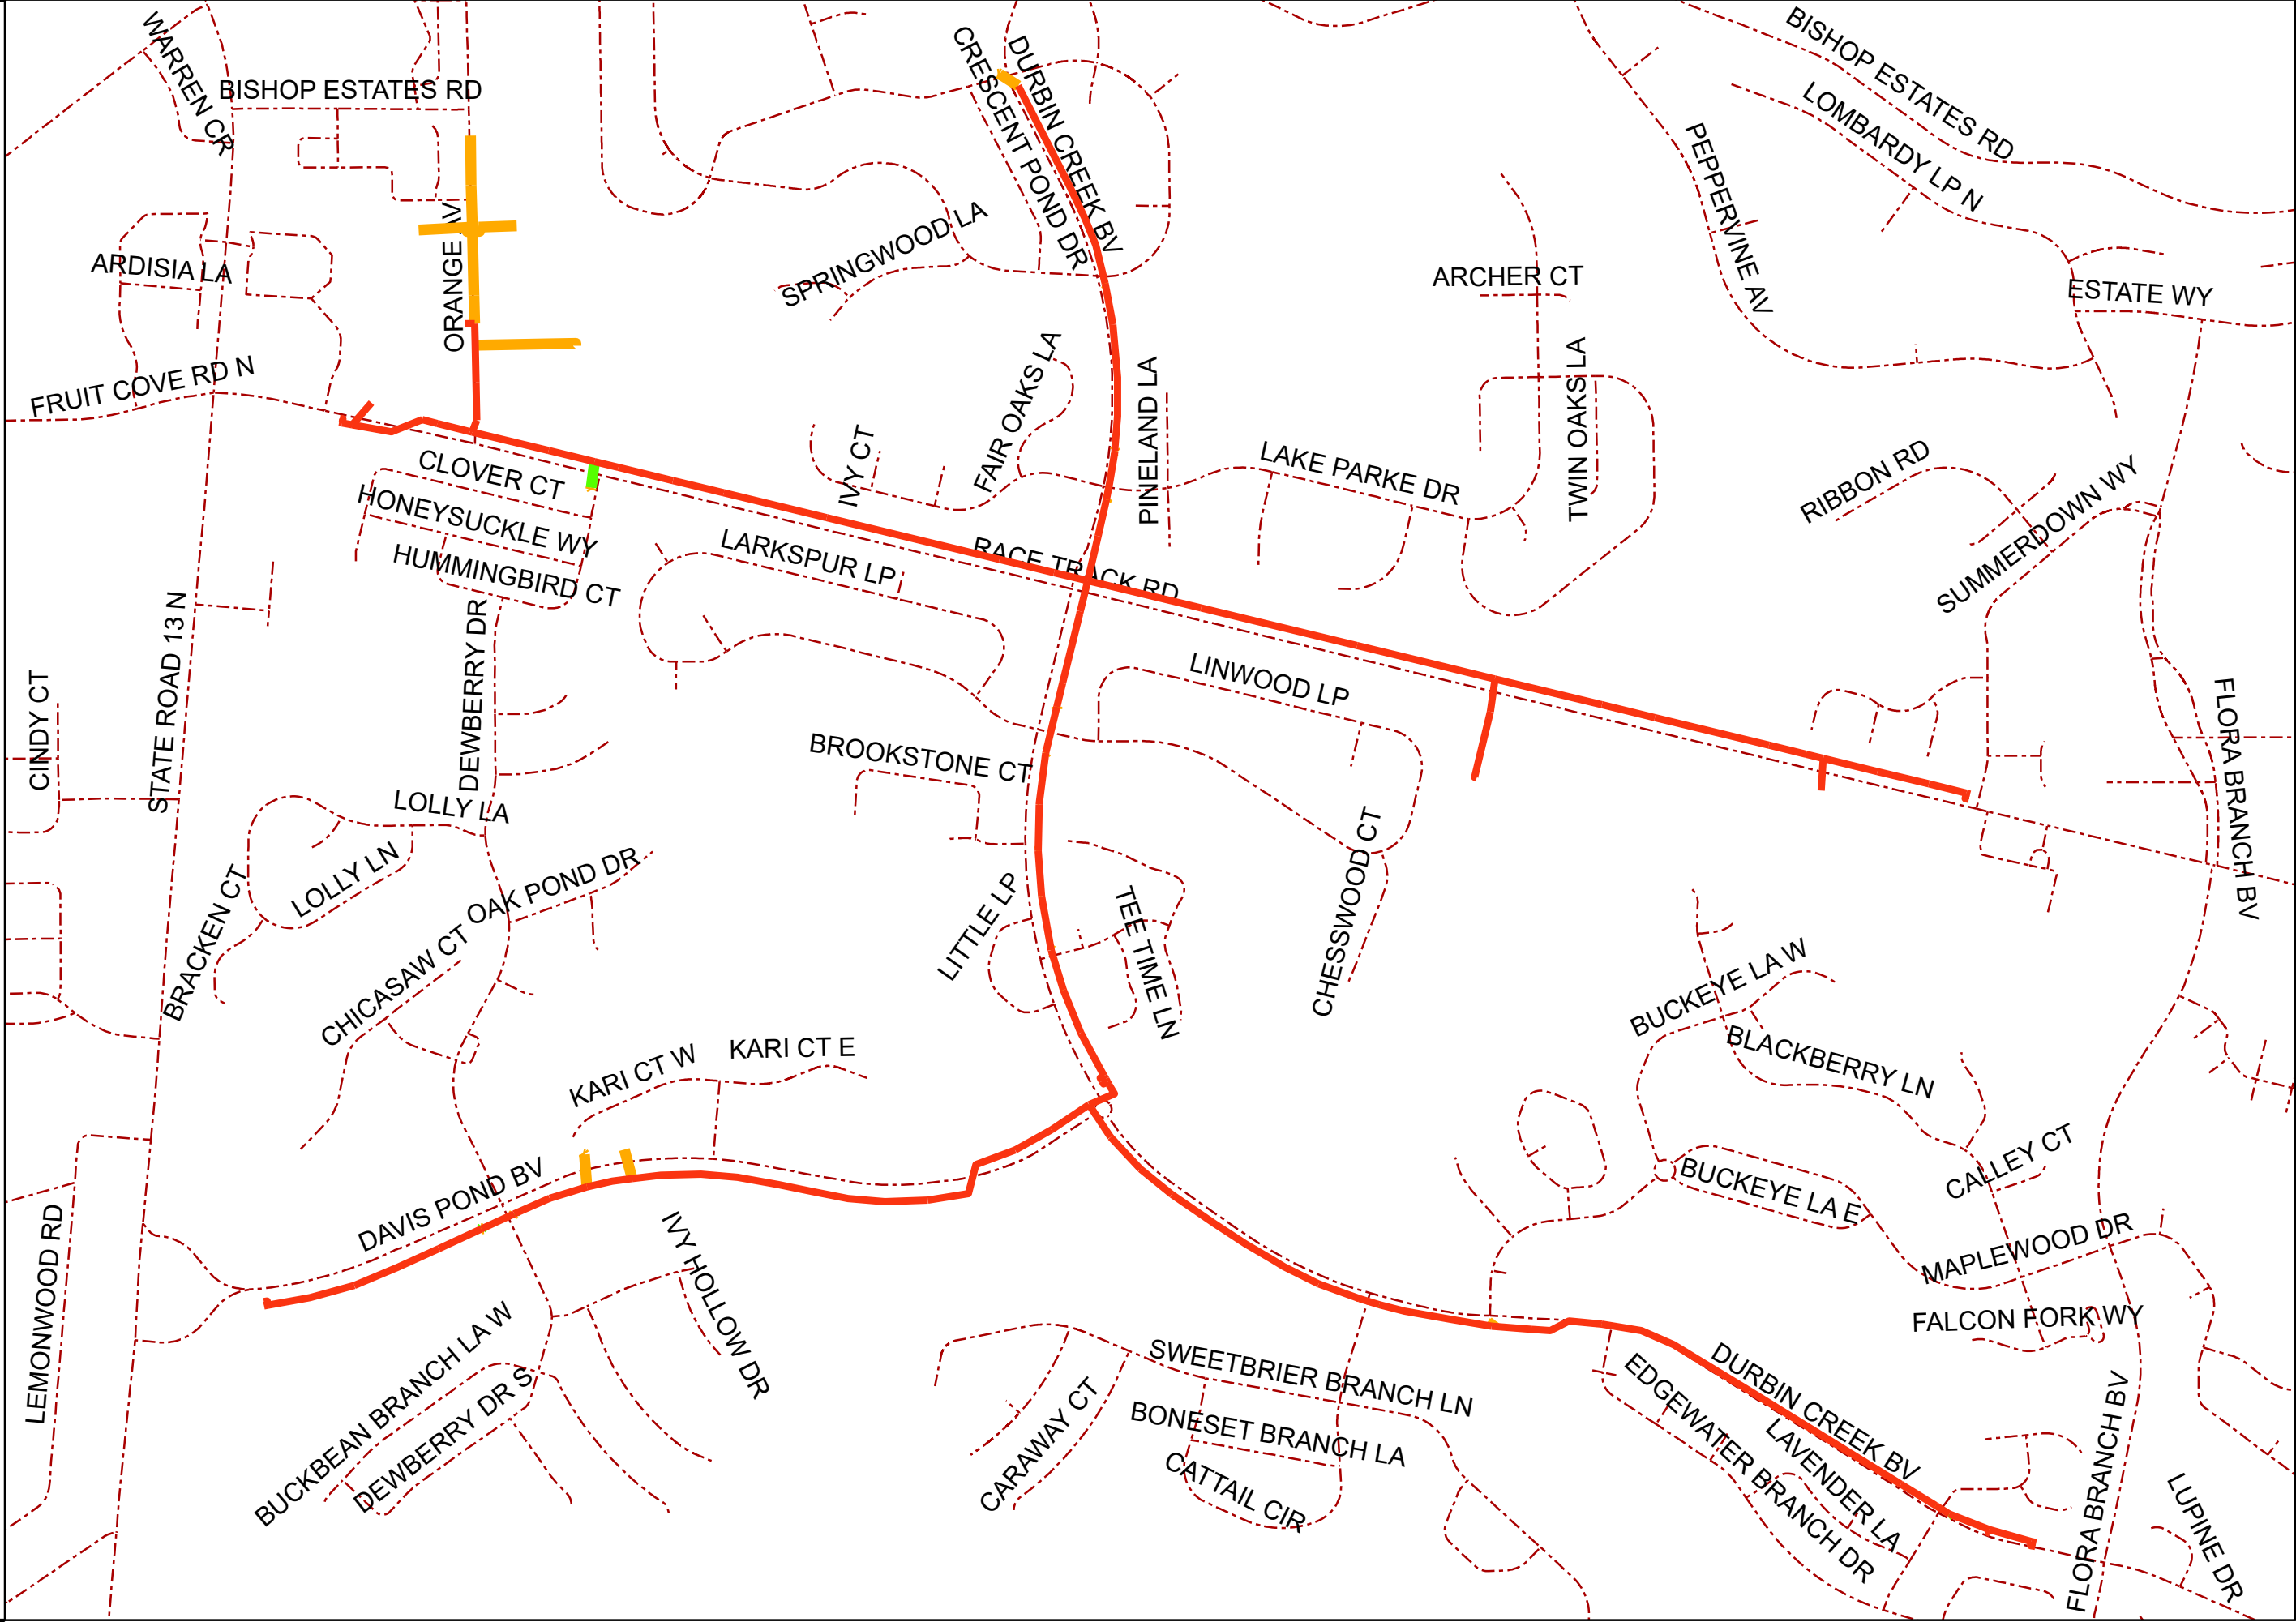 WARREN CR
BISHOP ESTATES RD
CRESCENT POND DR
DURBIN CREEK BV
BISHOP ESTATES RD
LOMBARDY LP N
PEPPERVINE AV
ARDISIA LA
ORANGE AV
SPRINGWOOD LA
ARCHER CT
ESTATE WY
FRUIT COVE RD N
FAIR OAKS LA
PINELAND LA
TWIN OAKS LA
CLOVER CT
IVY CT
LAKE PARKE DR
RIBBON RD
HONEYSUCKLE WY
SUMMERDOWN WY
HUMMINGBIRD CT
LARKSPUR LP
RACE TRACK RD
STATE ROAD 13 N
CINDY CT
DEWBERRY DR
LINWOOD LP
FLORA BRANCH BV
BROOKSTONE CT
LOLLY LA
LOLLY LN
OAK POND DR
BRACKEN CT
CHICASAW CT
LITTLE LP
TEE TIME LN
CHESSWOOD CT
BUCKEYE LA W
BLACKBERRY LN
KARI CT W
KARI CT E
CALLEY CT
BUCKEYE LA E
DAVIS POND BV
LEMONWOOD RD
IVY HOLLOW DR
MAPLEWOOD DR
FALCON FORK WY
BUCKBEAN BRANCH LA W
DEWBERRY DR S
SWEETBRIER BRANCH LN
CARAWAY CT
BONESET BRANCH LA
CATTAIL CIR
EDGEWATER BRANCH DR
DURBIN CREEK BV
LAVENDER LA
FLORA BRANCH BV
LUPINE DR